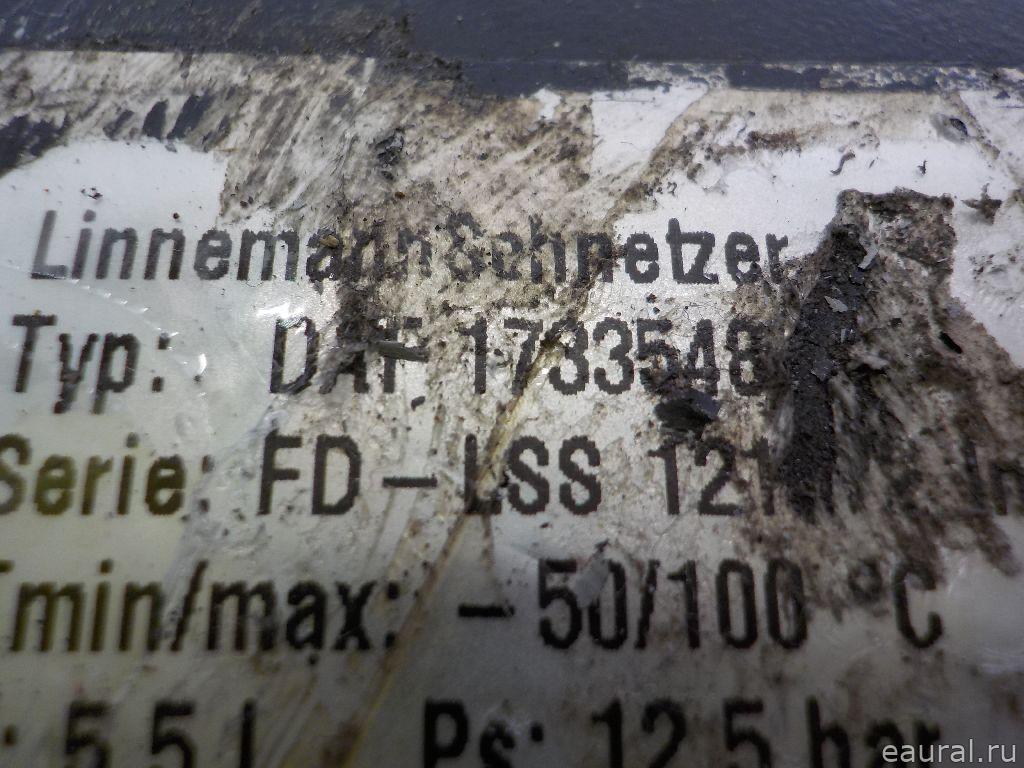 LinnemannSchnetzer
Typ: DAF 1733548
Serie: FD-LSS 121
Tmin/max: -50/100 °C
: 5,5 l Ps: 12,5 bar
eaural.ru